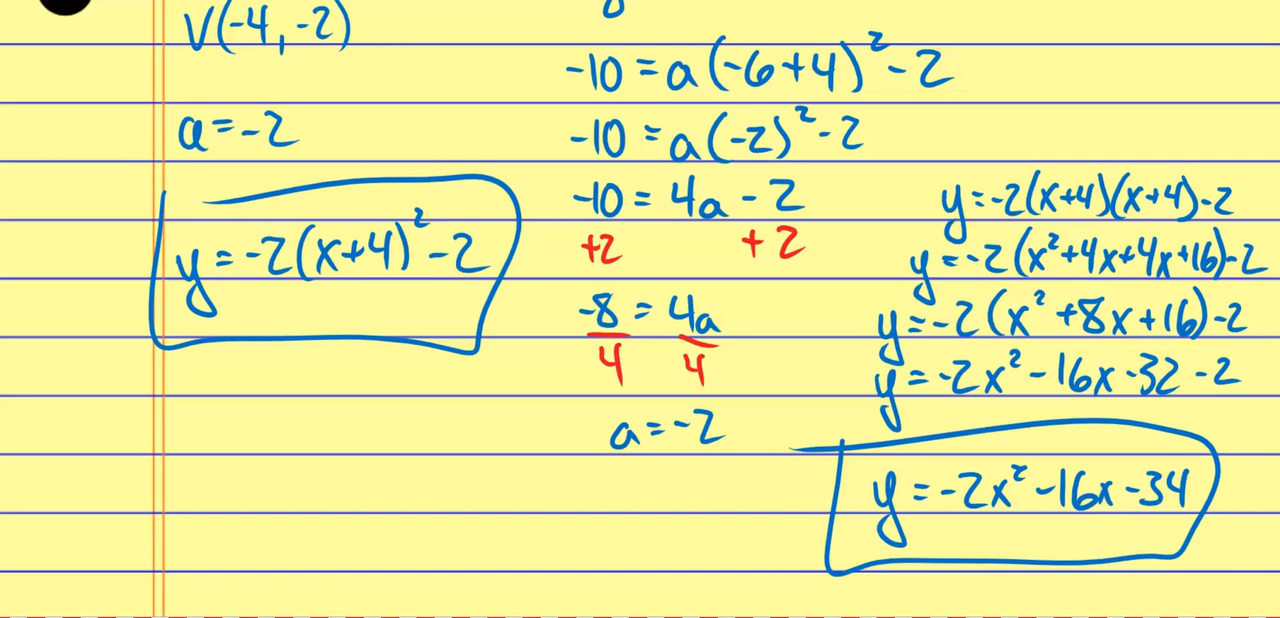 V(-4, -2)
a=-2
y=-2(x+4)²-2
-10=a(-6+4)²-2
-10=a(-2)²-2
-10=4a-2
+2 +2
-8=4a
4 4
a=-2
y=-2(x+4)(x+4)-2
y=-2(x²+4x+4x+16)-2
y=-2(x²+8x+16)-2
y=-2x²-16x-32-2
y=-2x²-16x-34